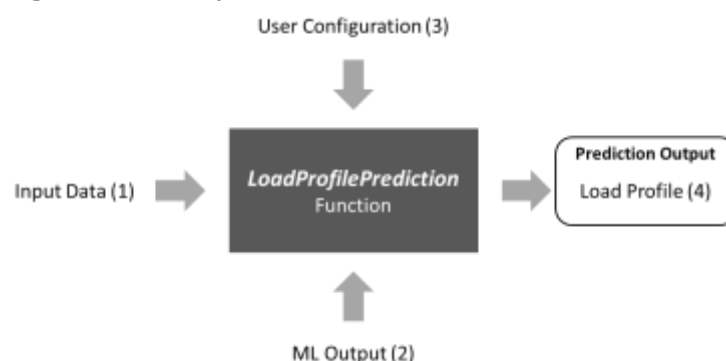 User Configuration (3)
LoadProfilePrediction
Function
Input Data (1)
Prediction Output
Load Profile (4)
ML Output (2)